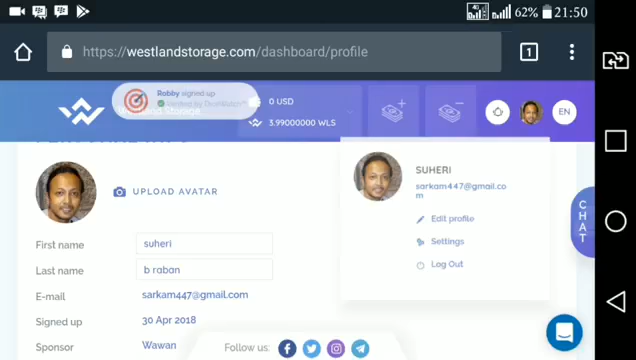 62% 21:50
https://westlandstorage.com/dashboard/profile
1
Robby signed up
0 USD
3.99000000 WLS
EN
UPLOAD AVATAR
SUHERI
sarkam447@gmail.co
m
Edit profile
Settings
Log Out
CHAT
First name suheri
Last name b raban
E-mail sarkam447@gmail.com
Signed up 30 Apr 2018
Sponsor Wawan
Follow us: